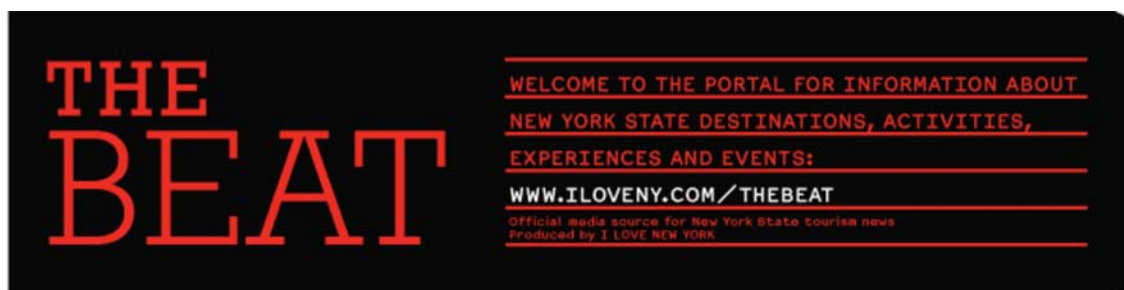 THE
BEAT
WELCOME TO THE PORTAL FOR INFORMATION ABOUT
NEW YORK STATE DESTINATIONS, ACTIVITIES,
EXPERIENCES AND EVENTS:
WWW.ILOVENY.COM/THEBEAT
Official media source for New York State tourism news
Produced by I LOVE NEW YORK